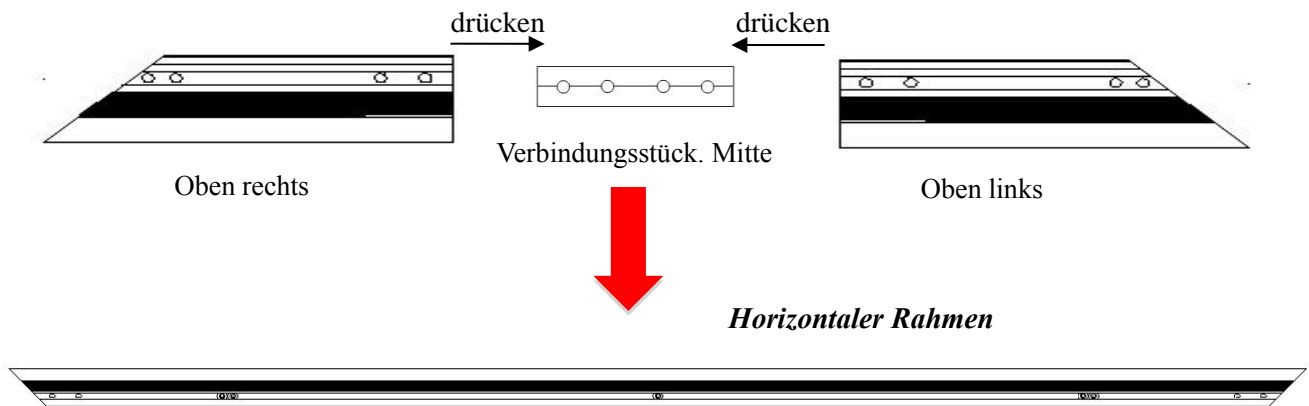 drücken
drücken
Verbindungsstück. Mitte
Oben rechts
Oben links
Horizontaler Rahmen